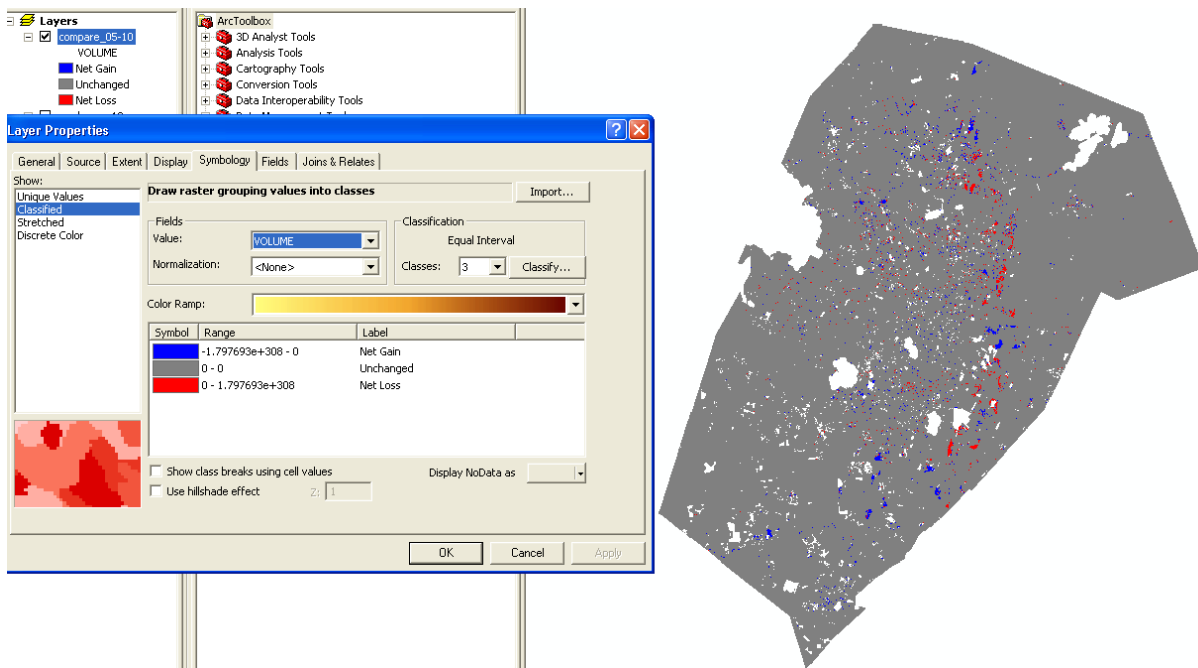 Layers
compare_05-10
VOLUME
Net Gain
Unchanged
Net Loss
ArcToolbox
3D Analyst Tools
Analysis Tools
Cartography Tools
Conversion Tools
Data Interoperability Tools
Layer Properties
General Source Extent Display Symbology Fields Joins & Relates
Show:
Unique Values
Classified
Stretched
Discrete Color
Draw raster grouping values into classes
Import...
Fields
Value: VOLUME
Normalization: <None>
Classification
Equal Interval
Classes: 3 Classify...
Color Ramp:
Symbol Range Label
-1.797693e+308 - 0 Net Gain
0 - 0 Unchanged
0 - 1.797693e+308 Net Loss
Show class breaks using cell values
Display NoData as
Use hillshade effect Z: 1
OK Cancel Apply